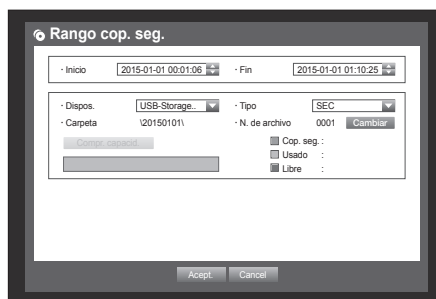 Rango cop. seg.
· Inicio 2015-01-01 00:01:06 · Fin 2015-01-01 01:10:25
· Dispos. USB-Storage.. · Tipo SEC
· Carpeta \20150101\ · N. de archivo 0001 Cambiar
Compr. capacid. Cop. seg. :
Usado :
Libre :
Acept. Cancel